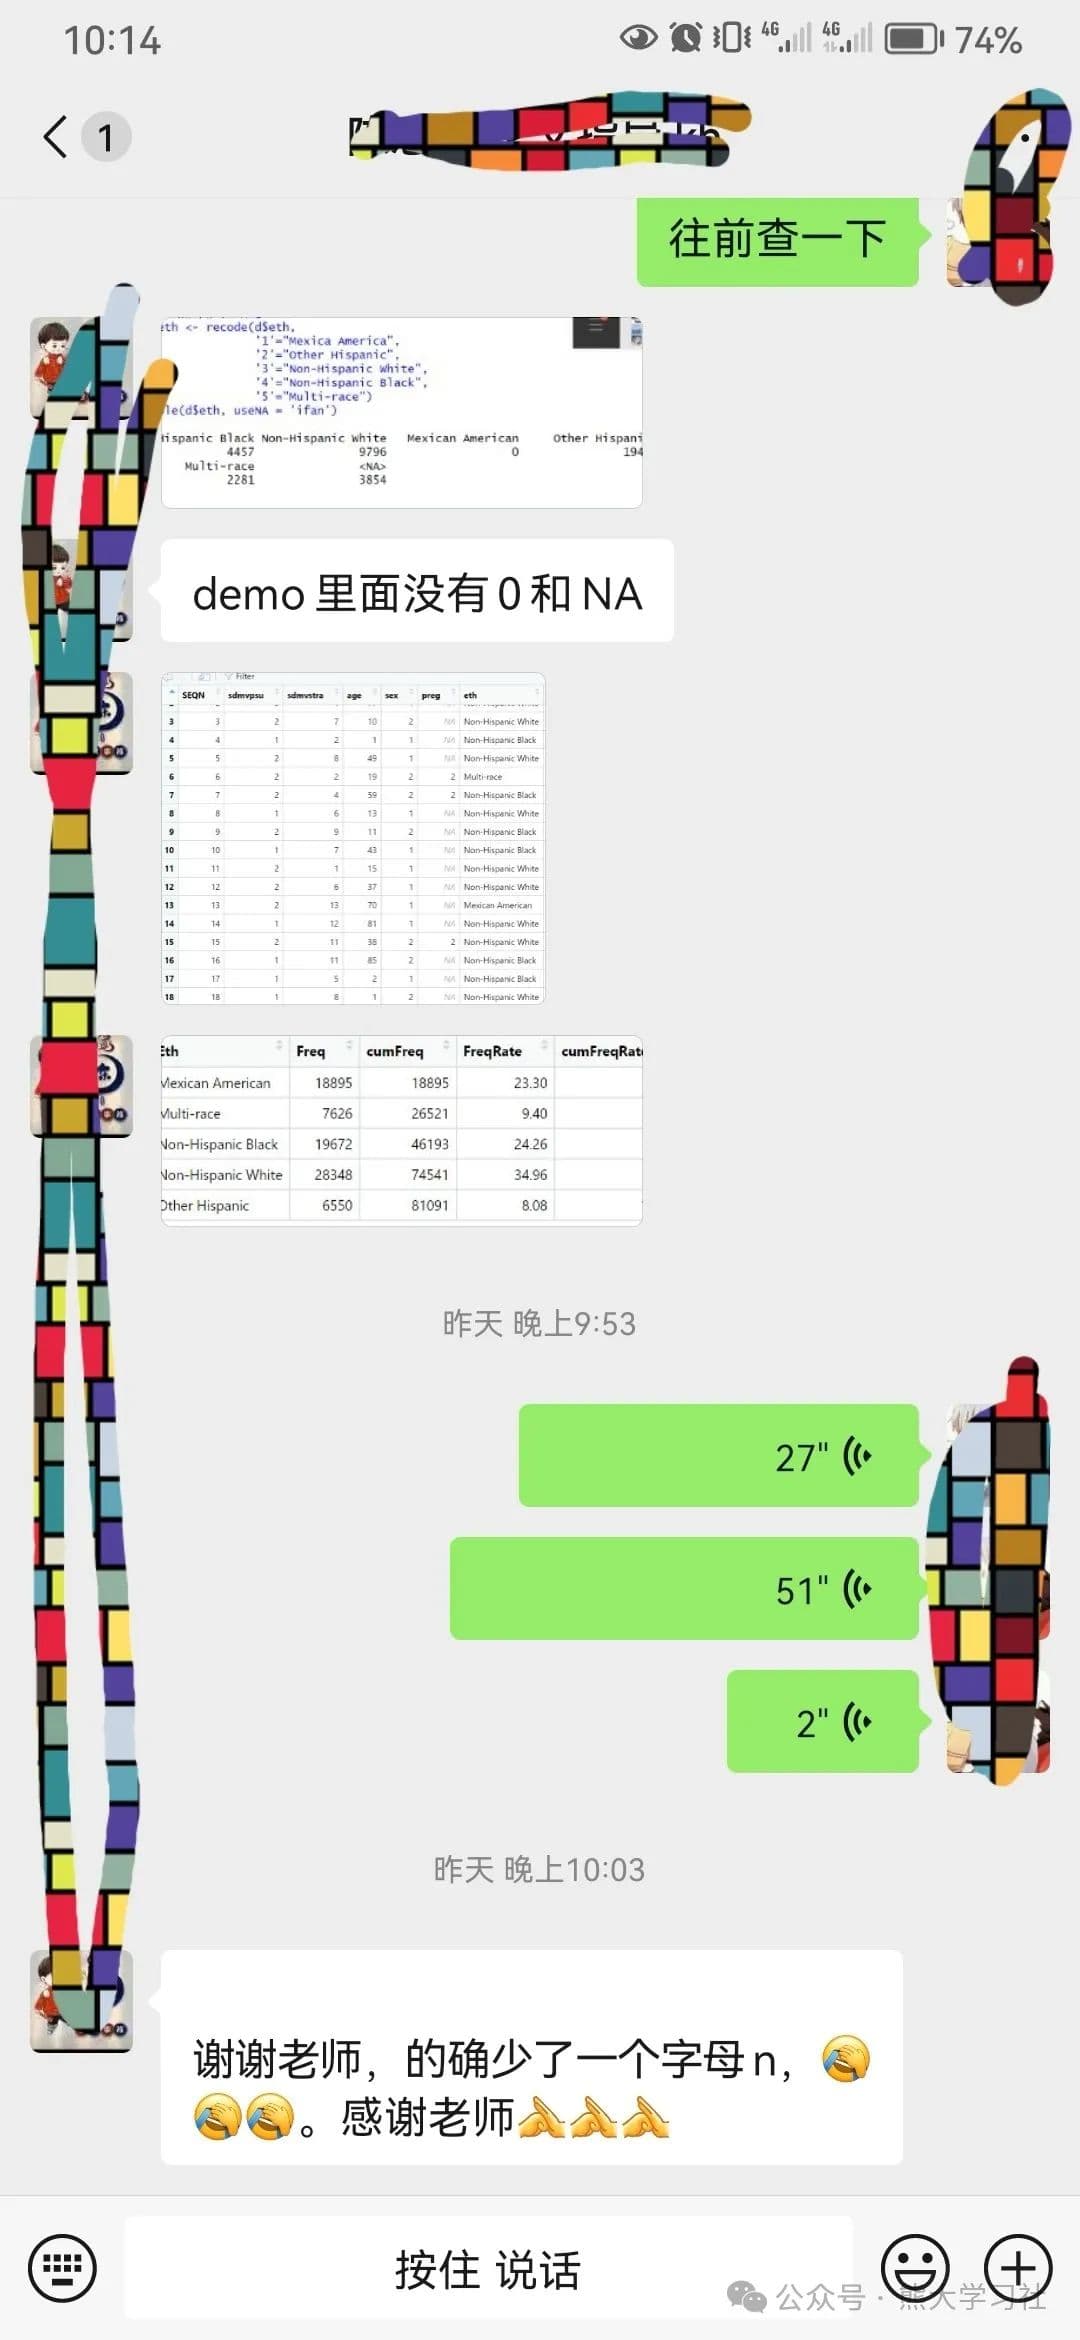 10:14
4G 4G 74%
1
往前查一下
eth <- recode(d$eth,
'1'="Mexica America",
'2'="Other Hispanic",
'3'="Non-Hispanic White",
'4'="Non-Hispanic Black",
'5'="Multi-race")
le(d$eth, useNA = 'ifan')
Hispanic Black Non-Hispanic White Mexican American Other Hispani
4457 9796 0 194
Multi-race <NA>
2281 3854
demo 里面没有0和NA
Filter
SEQN sdmvpsu sdmvstra age sex preg eth
3 3 2 7 10 2 NA Non-Hispanic White
4 4 1 2 1 1 NA Non-Hispanic Black
5 5 2 8 49 1 NA Non-Hispanic White
6 6 2 2 19 2 2 Multi-race
7 7 2 4 59 2 2 Non-Hispanic Black
8 8 1 6 13 1 NA Non-Hispanic White
9 9 2 9 11 2 NA Non-Hispanic Black
10 10 1 7 43 1 NA Non-Hispanic Black
11 11 2 1 15 1 NA Non-Hispanic White
12 12 2 6 37 1 NA Non-Hispanic White
13 13 2 13 70 1 NA Mexican American
14 14 1 12 81 1 NA Non-Hispanic White
15 15 2 11 38 2 2 Non-Hispanic White
16 16 1 11 85 2 NA Non-Hispanic Black
17 17 1 5 2 1 NA Non-Hispanic Black
18 18 1 8 1 2 NA Non-Hispanic White
Eth Freq cumFreq FreqRate cumFreqRat
Mexican American 18895 18895 23.30
Multi-race 7626 26521 9.40
Non-Hispanic Black 19672 46193 24.26
Non-Hispanic White 28348 74541 34.96
Other Hispanic 6550 81091 8.08
昨天 晚上9:53
27"
51"
2"
昨天 晚上10:03
谢谢老师，的确少了一个字母n，🤣
🤣🤣。感谢老师🙏🙏🙏
按住 说话
公众号 · 熊大学习社